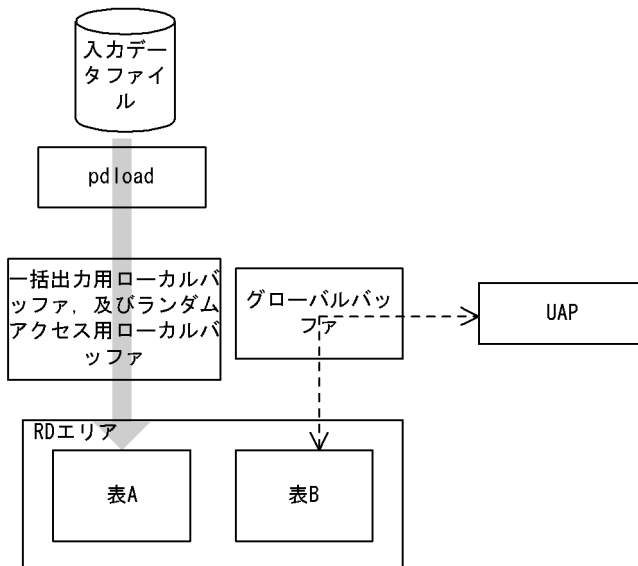 入力デー
タファイ
ル
pdload
一括出力用ローカルバ
ッファ，及びランダム
アクセス用ローカルバ
ッファ
グローバルバッ
ファ
UAP
RDエリア
表A
表B